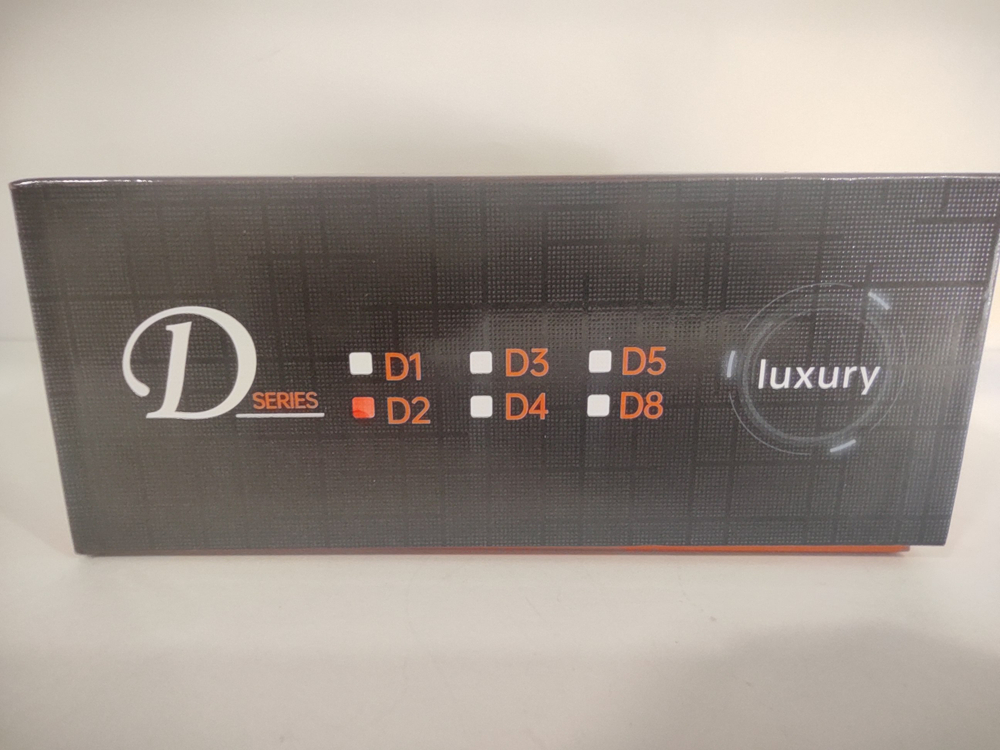 D SERIES
D1 D3 D5
D2 D4 D8
luxury